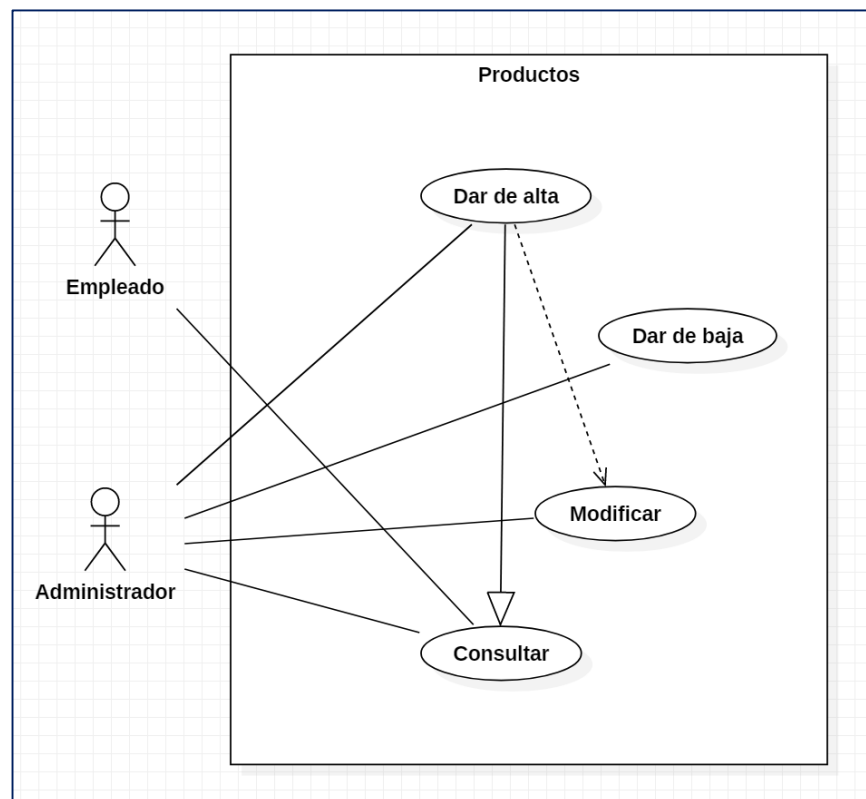 Productos
Dar de alta
Empleado
Dar de baja
Modificar
Administrador
Consultar